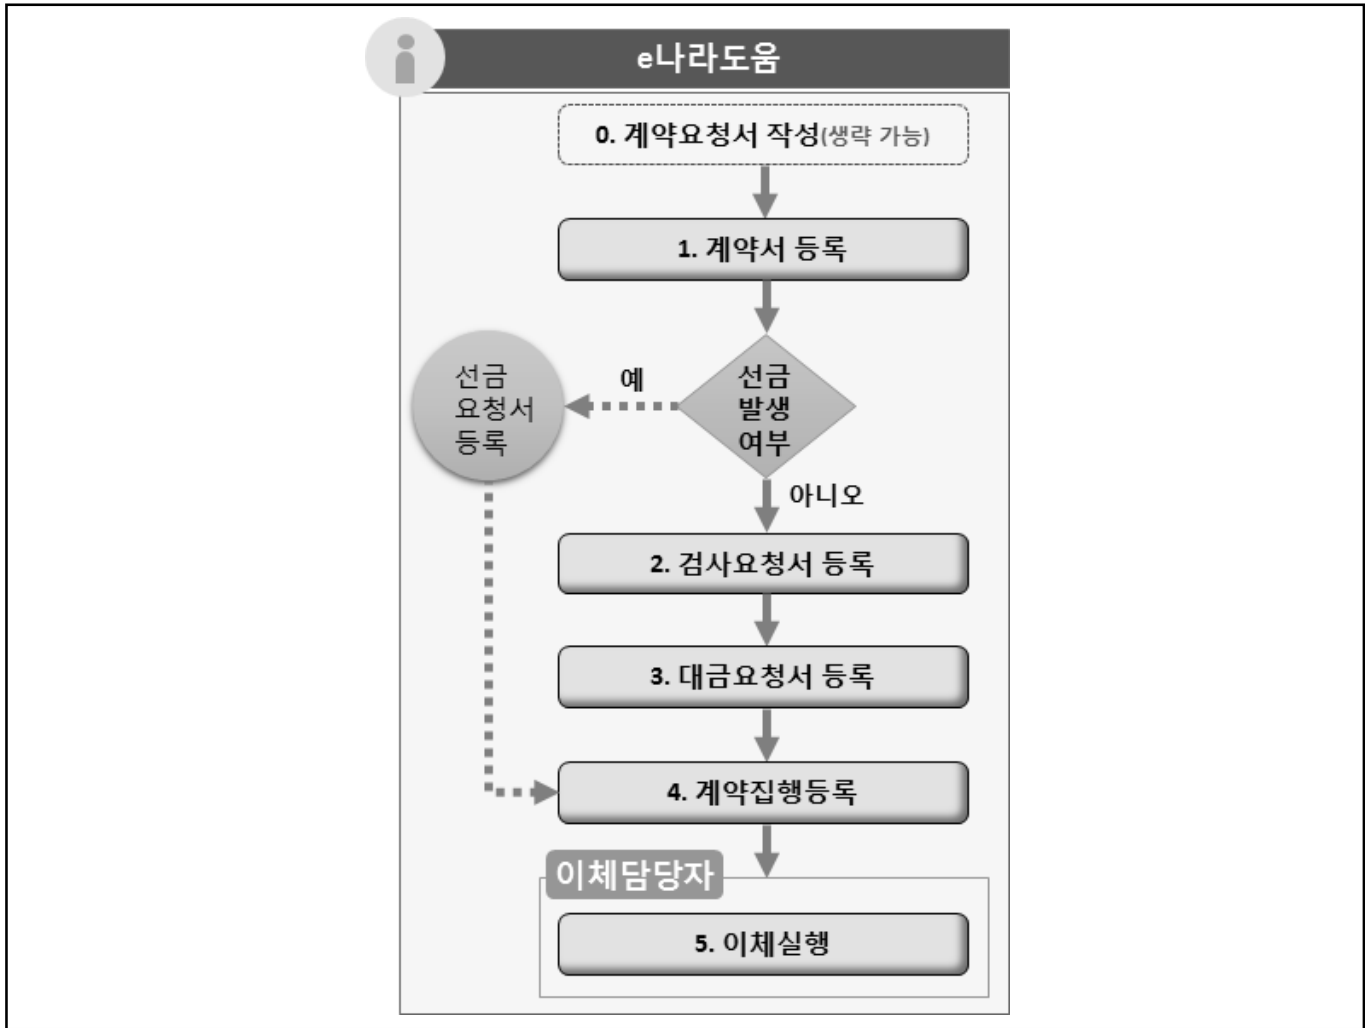 e나라도움
0. 계약요청서 작성(생략 가능)
1. 계약서 등록
선금
발생
여부
예
선금
요청서
등록
아니오
2. 검사요청서 등록
3. 대금요청서 등록
4. 계약집행등록
이체담당자
5. 이체실행